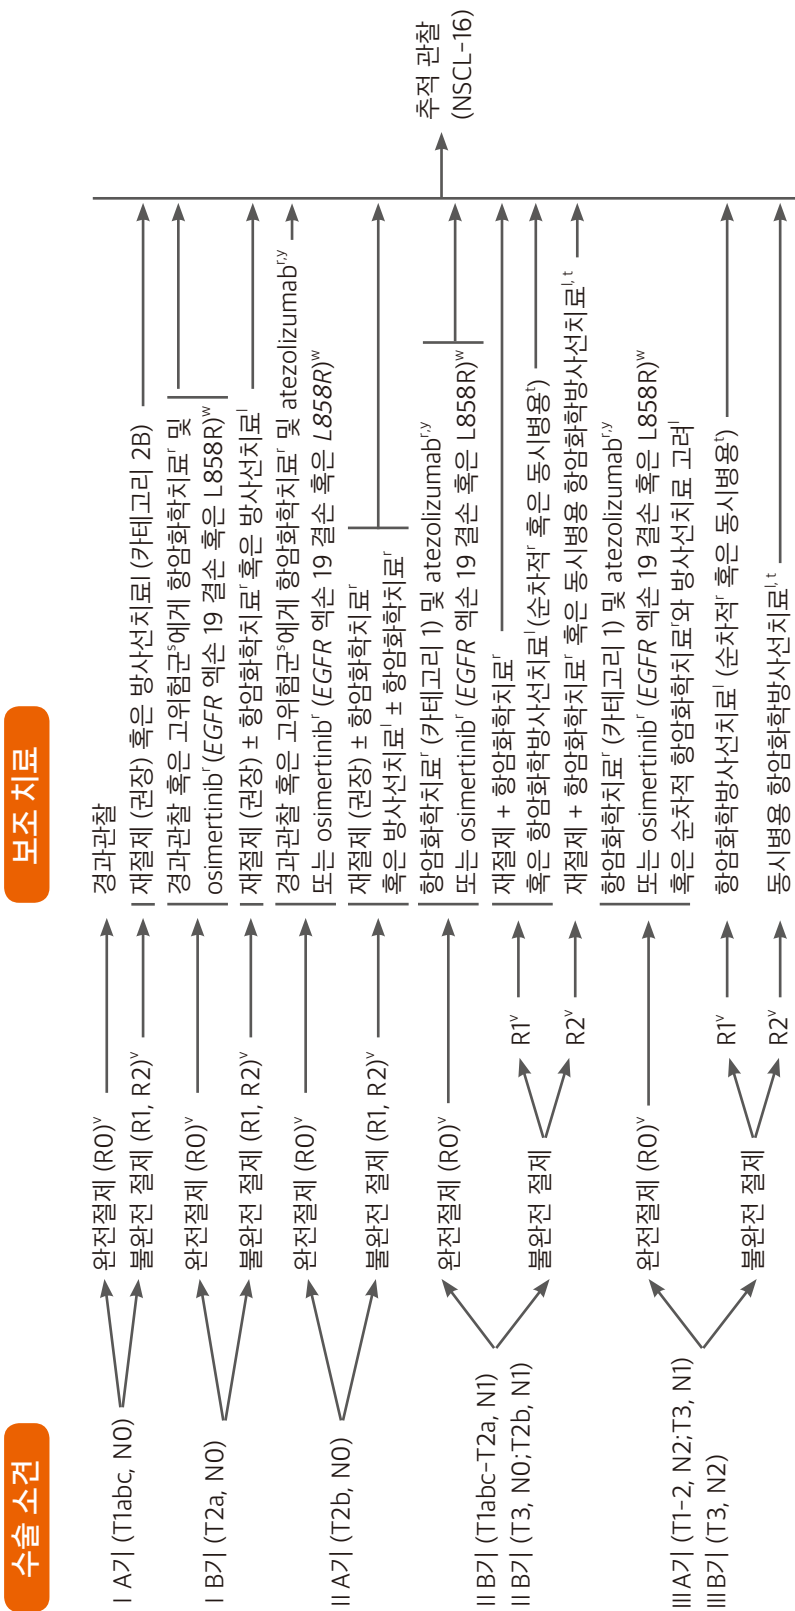 수술 소견
보조 치료
ⅠA기 (T1abc, N0)
완전절제 (R0)ᵛ
경과관찰
불완전 절제 (R1, R2)ᵛ
재절제 (권장) 혹은 방사선치료l (카테고리 2B)
ⅠB기 (T2a, N0)
완전절제 (R0)ᵛ
경과관찰 혹은 고위험군ˢ에게 항암화학치료ʳ 및
osimertinibʳ (EGFR 엑손 19 결손 혹은 L858R)ʷ
불완전 절제 (R1, R2)ᵛ
재절제 (권장) ± 항암화학치료ʳ 혹은 방사선치료ˡ
ⅡA기 (T2b, N0)
완전절제 (R0)ᵛ
경과관찰 혹은 고위험군ˢ에게 항암화학치료ʳ 및 atezolizumabʳ,ʸ
또는 osimertinibʳ (EGFR 엑손 19 결손 혹은 L858R)ʷ
불완전 절제 (R1, R2)ᵛ
재절제 (권장) ± 항암화학치료ʳ
혹은 방사선치료ˡ ± 항암화학치료ʳ
ⅡB기 (T1abc-T2a, N1)
ⅡB기 (T3, N0;T2b, N1)
완전절제 (R0)ᵛ
항암화학치료ʳ (카테고리 1) 및 atezolizumabʳ,ʸ
또는 osimertinibʳ (EGFR 엑손 19 결손 혹은 L858R)ʷ
불완전 절제
R1ᵛ
재절제 + 항암화학치료ʳ
혹은 항암화학방사선치료ˡ (순차적ʳ 혹은 동시병용ᵗ)
R2ᵛ
재절제 + 항암화학치료ʳ 혹은 동시병용 항암화학방사선치료ˡ,ᵗ
ⅢA기 (T1-2, N2;T3, N1)
ⅢB기 (T3, N2)
완전절제 (R0)ᵛ
항암화학치료ʳ (카테고리 1) 및 atezolizumabʳ,ʸ
또는 osimertinibʳ (EGFR 엑손 19 결손 혹은 L858R)ʷ
혹은 순차적 항암화학치료ʳ와 방사선치료 고려ˡ
불완전 절제
R1ᵛ
항암화학방사선치료ˡ (순차적ʳ 혹은 동시병용ᵗ)
R2ᵛ
동시병용 항암화학방사선치료ˡ,ᵗ
추적 관찰
(NSCL-16)